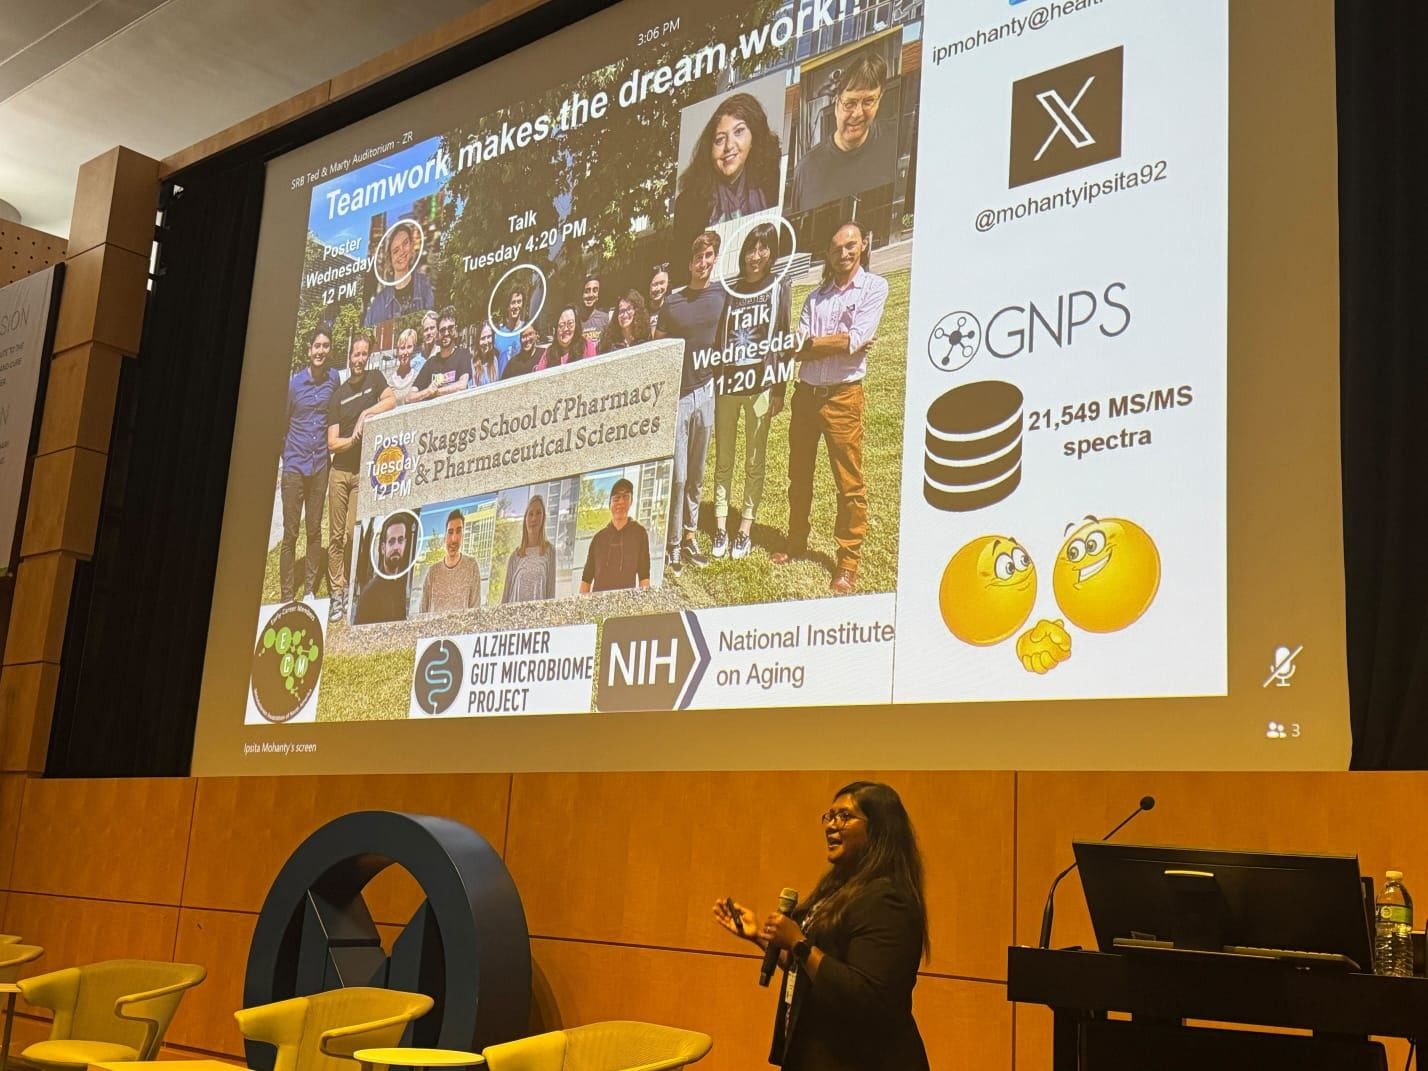 3:06 PM
SRB Ted & Marty Auditorium - ZR
Teamwork makes the dream work!!
Poster
Wednesday
12 PM
Talk
Tuesday 4:20 PM
Talk
Wednesday
11:20 AM
Skaggs School of Pharmacy
& Pharmaceutical Sciences
Poster
Tuesday
12 PM
Early Career Members
E
C
M
ALZHEIMER
GUT MICROBIOME
PROJECT
NIH
National Institute
on Aging
X
@mohantyipsita92
GNPS
21,549 MS/MS
spectra
Ipsita Mohanty's screen
3